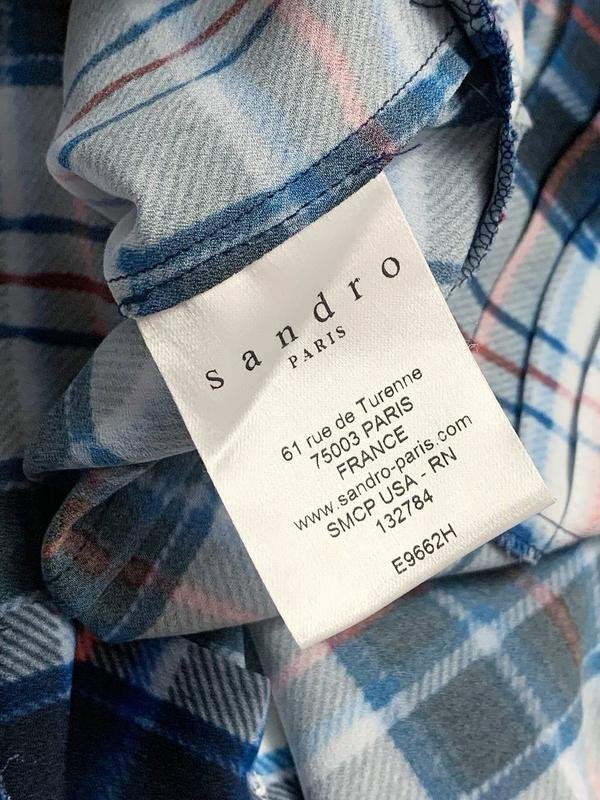 sandro
PARIS
61 rue de Turenne
75003 PARIS
FRANCE
www.sandro-paris.com
SMCP USA - RN
132784
E9662H